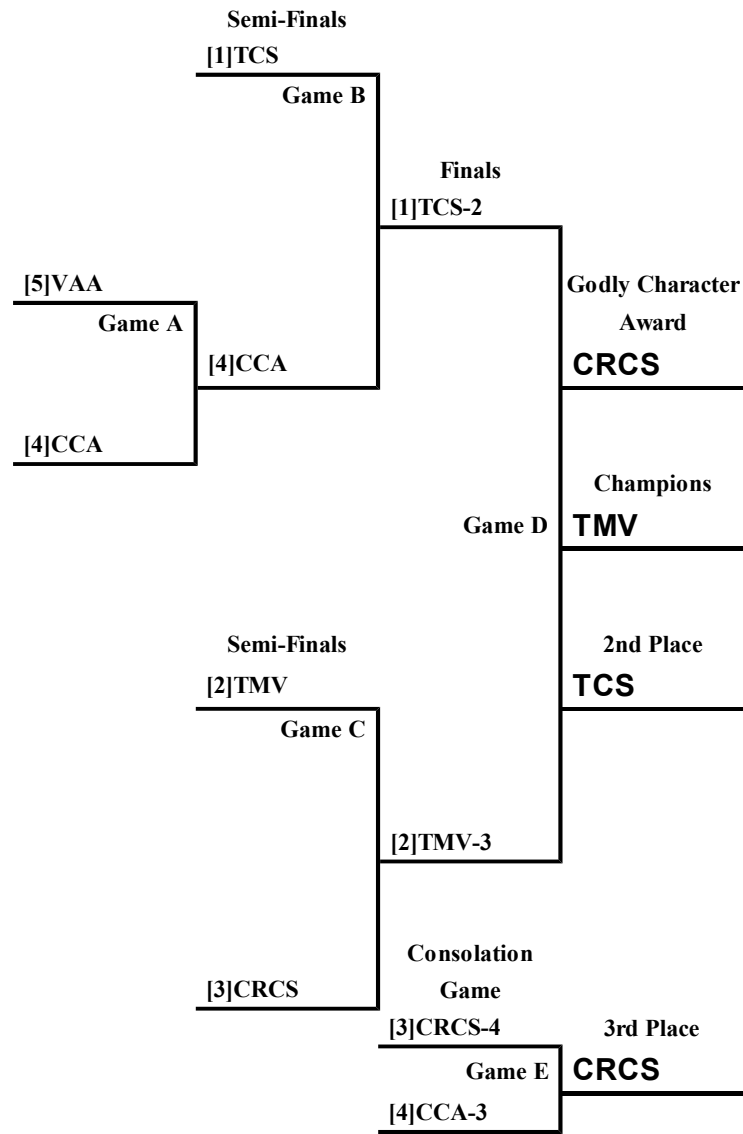 Semi-Finals
[1]TCS
Game B
Finals
[1]TCS-2
[5]VAA
Game A
[4]CCA
[4]CCA
Godly Character
Award
CRCS
Champions
Game D
TMV
Semi-Finals
[2]TMV
Game C
2nd Place
TCS
[2]TMV-3
[3]CRCS
Consolation
Game
[3]CRCS-4
Game E
[4]CCA-3
3rd Place
CRCS